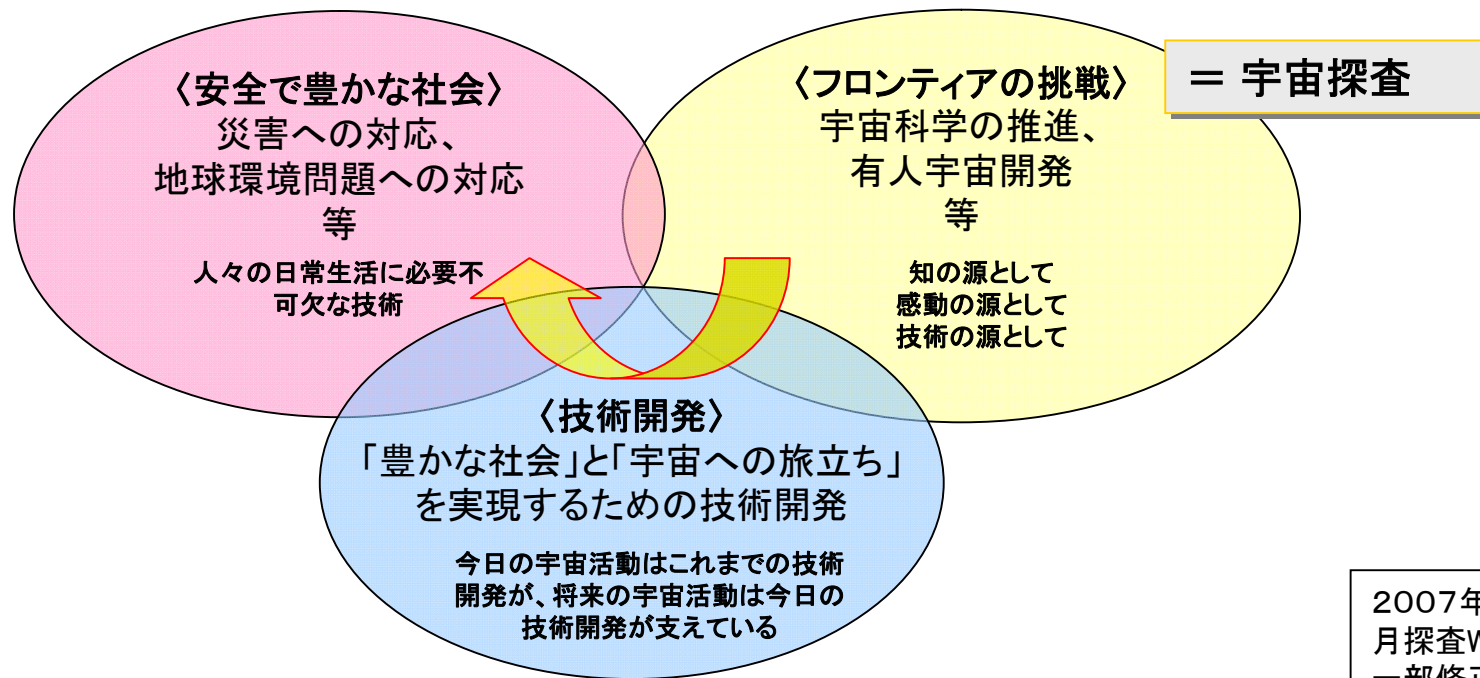 〈安全で豊かな社会〉
災害への対応、
地球環境問題への対応
等
人々の日常生活に必要不
可欠な技術
〈フロンティアの挑戦〉
宇宙科学の推進、
有人宇宙開発
等
知の源として
感動の源として
技術の源として
＝ 宇宙探査
〈技術開発〉
「豊かな社会」と「宇宙への旅立ち」
を実現するための技術開発
今日の宇宙活動はこれまでの技術
開発が、将来の宇宙活動は今日の
技術開発が支えている
２００７年
月探査W
一部修正